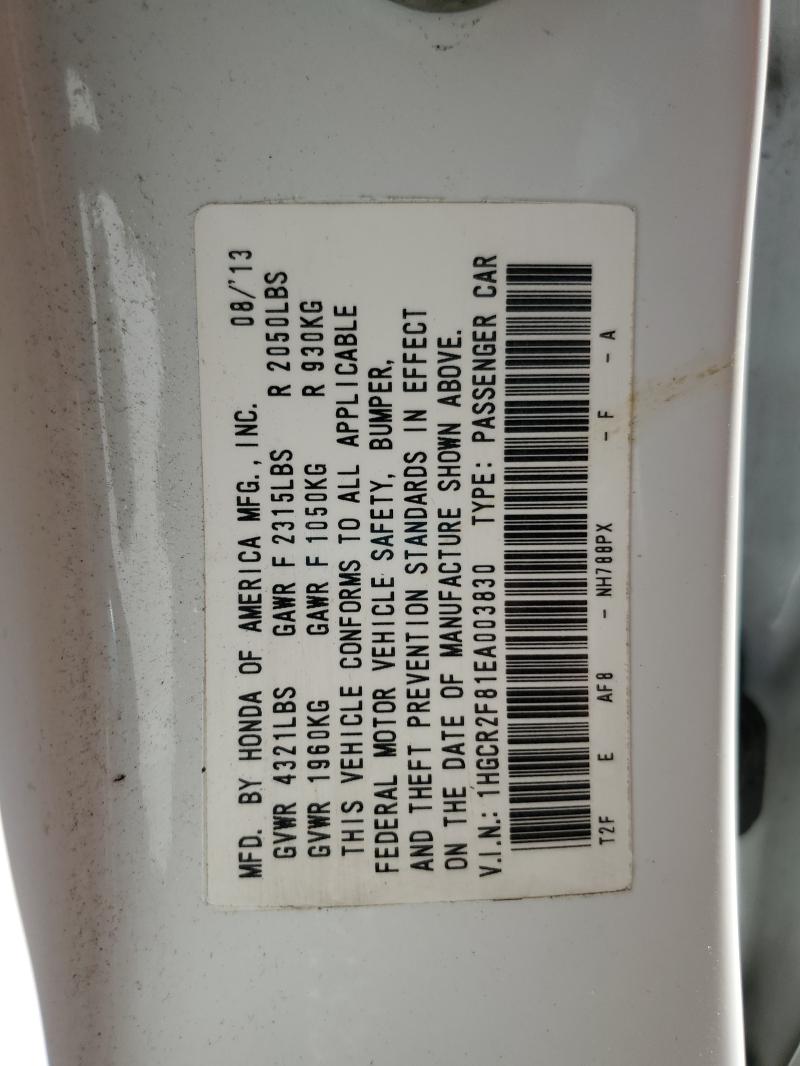 MFD. BY HONDA OF AMERICA MFG., INC. 08/'13
GVWR 4321LBS GAWR F 2315LBS R 2050LBS
GVWR 1960KG GAWR F 1050KG R 930KG
THIS VEHICLE CONFORMS TO ALL APPLICABLE
FEDERAL MOTOR VEHICLE SAFETY, BUMPER,
AND THEFT PREVENTION STANDARDS IN EFFECT
ON THE DATE OF MANUFACTURE SHOWN ABOVE.
V.I.N.: 1HGCR2F81EA003830 TYPE: PASSENGER CAR
T2F E AF8 - NH788PX - F - A